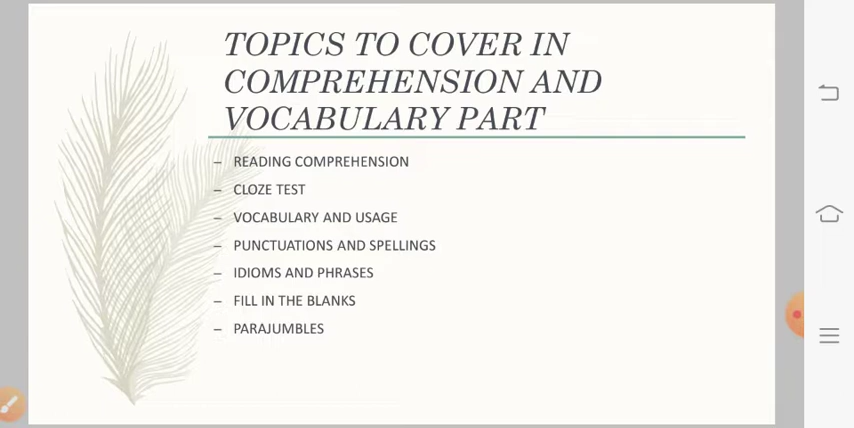 TOPICS TO COVER IN
COMPREHENSION AND
VOCABULARY PART
– READING COMPREHENSION
– CLOZE TEST
– VOCABULARY AND USAGE
– PUNCTUATIONS AND SPELLINGS
– IDIOMS AND PHRASES
– FILL IN THE BLANKS
– PARAJUMBLES